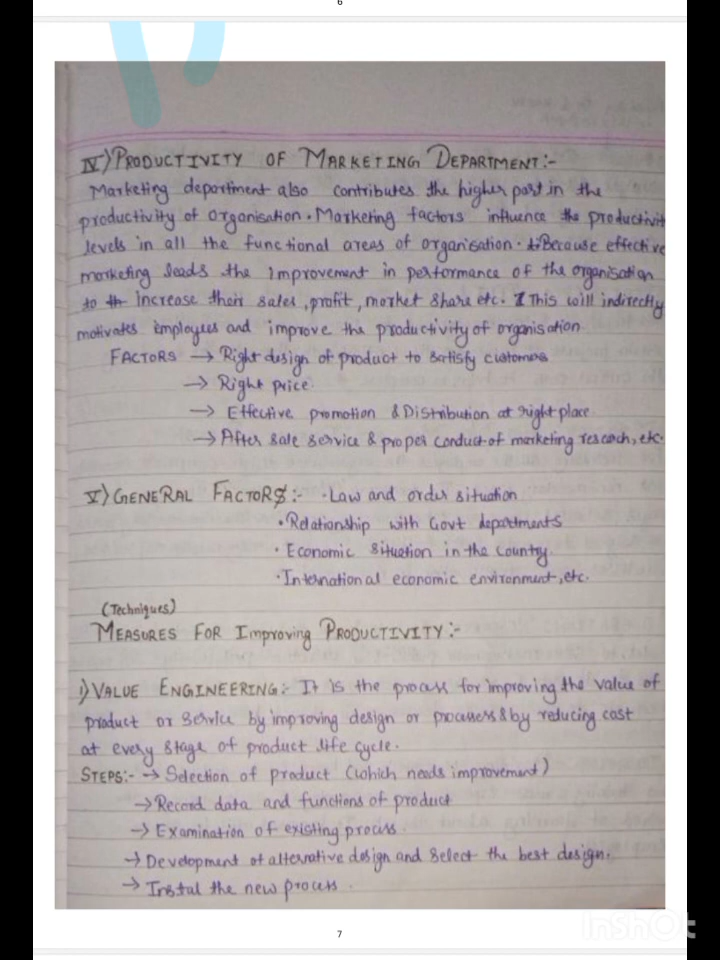 6
IV) PRODUCTIVITY OF MARKETING DEPARTMENT:-
Marketing department also contributes the higher part in the
productivity of organisation. Marketing factors influence the productivit
levels in all the functional areas of organisation. Because effective
marketing leads the improvement in performance of the organisation
to increase their sales, profit, market share etc. This will indirectly
motivates employees and improve the productivity of organisation
FACTORS → Right design of product to satisfy customers
→ Right price.
→ Effective promotion & Distribution at right place.
→ After sale service & proper conduct of marketing research, etc.
V) GENERAL FACTORS:- • Law and order situation
• Relationship with Govt departments
• Economic Situation in the Country.
• International economic environment, etc.
(Techniques)
MEASURES FOR Improving PRODUCTIVITY:-
i) VALUE ENGINEERING:- It is the process for improving the value of
product or service by improving design or processes & by reducing cost
at every stage of product life cycle.
STEPS:- → Selection of product (which needs improvement)
→ Record data and functions of product
→ Examination of existing process.
→ Development of alternative design and select the best design.
→ Instal the new process.
InShOt
7